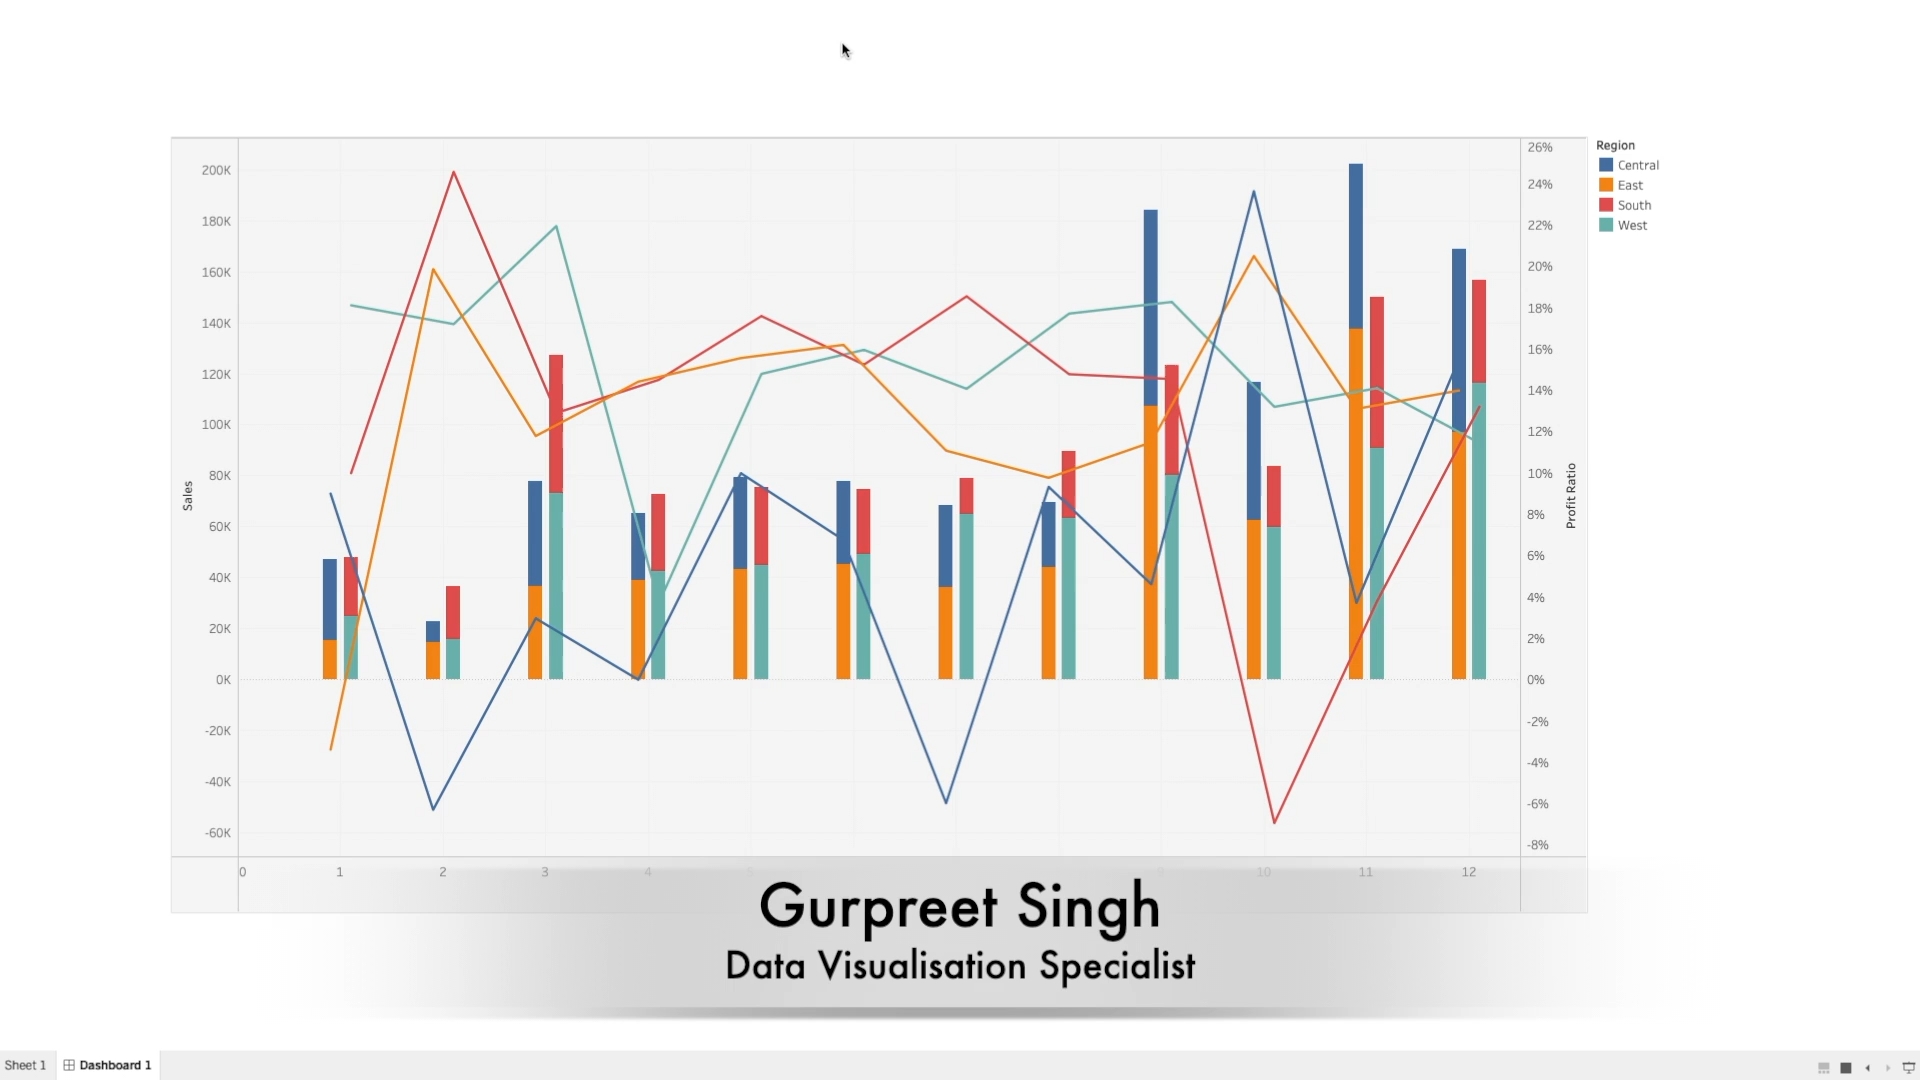 Region
Central
East
South
West
200K
180K
160K
140K
120K
100K
80K
60K
40K
20K
0K
-20K
-40K
-60K
Sales
26%
24%
22%
20%
18%
16%
14%
12%
10%
8%
6%
4%
2%
0%
-2%
-4%
-6%
-8%
Profit Ratio
0 1 2 3 4 10 11 12
Gurpreet Singh
Data Visualisation Specialist
Sheet 1 Dashboard 1